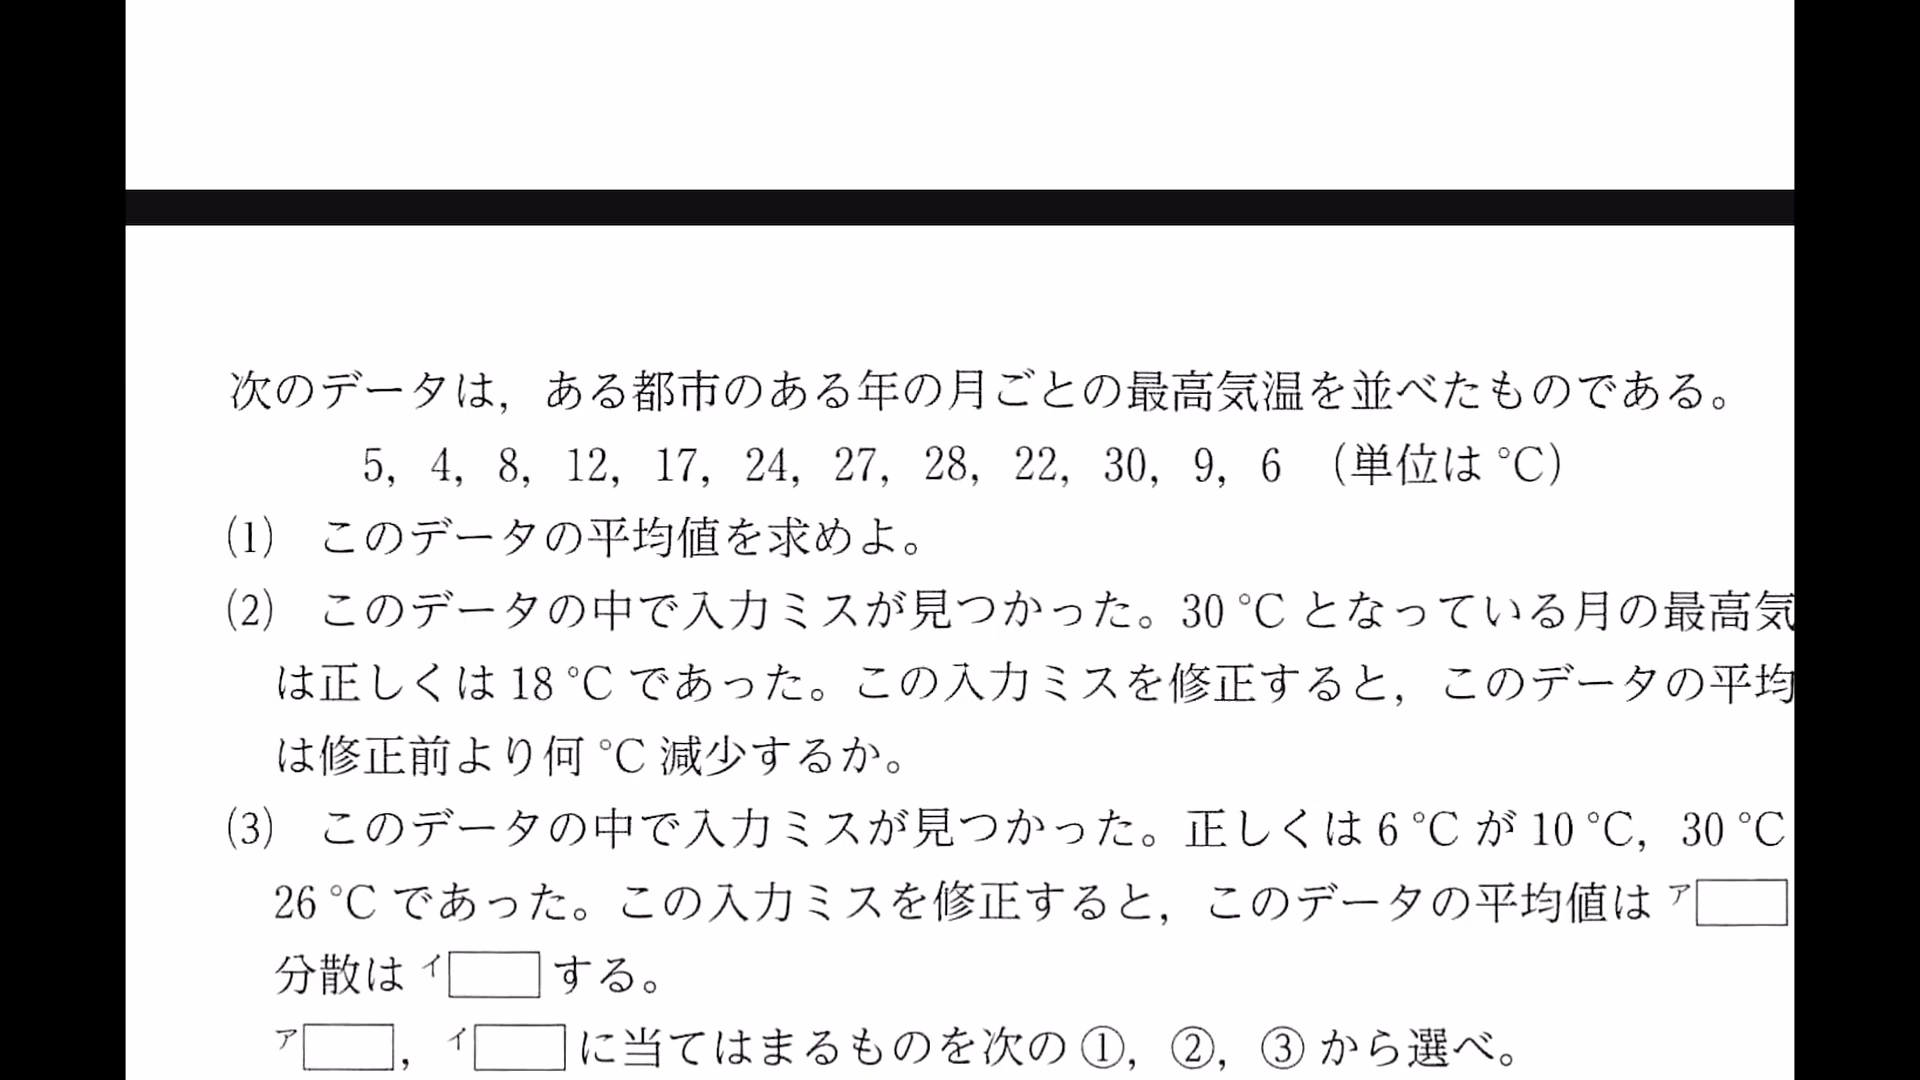 次のデータは，ある都市のある年の月ごとの最高気温を並べたものである。
5，4，8，12，17，24，27，28，22，30，9，6 （単位は ℃）
(1) このデータの平均値を求めよ。
(2) このデータの中で入力ミスが見つかった。30 ℃ となっている月の最高気
は正しくは 18 ℃ であった。この入力ミスを修正すると，このデータの平均
は修正前より何 ℃ 減少するか。
(3) このデータの中で入力ミスが見つかった。正しくは 6 ℃ が 10 ℃，30 ℃
26 ℃ であった。この入力ミスを修正すると，このデータの平均値は ア
分散は イ する。
ア ，イ に当てはまるものを次の ①，②，③ から選べ。